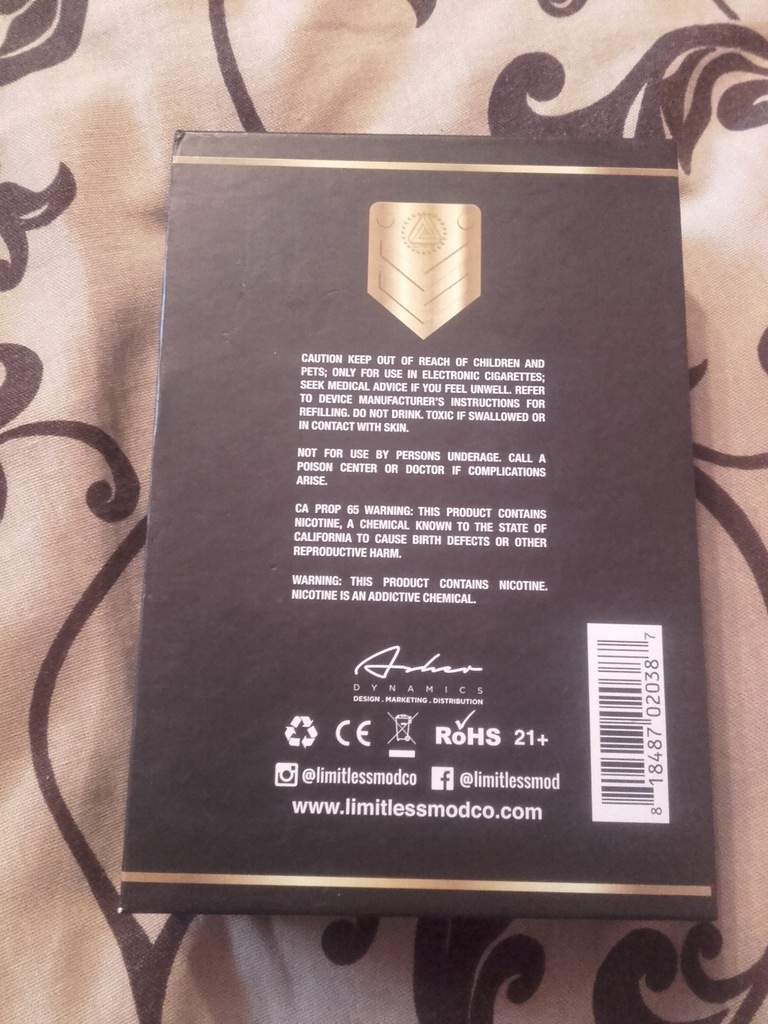 CAUTION KEEP OUT OF REACH OF CHILDREN AND
PETS; ONLY FOR USE IN ELECTRONIC CIGARETTES;
SEEK MEDICAL ADVICE IF YOU FEEL UNWELL. REFER
TO DEVICE MANUFACTURER'S INSTRUCTIONS FOR
REFILLING. DO NOT DRINK. TOXIC IF SWALLOWED OR
IN CONTACT WITH SKIN.
NOT FOR USE BY PERSONS UNDERAGE. CALL A
POISON CENTER OR DOCTOR IF COMPLICATIONS
ARISE.
CA PROP 65 WARNING: THIS PRODUCT CONTAINS
NICOTINE, A CHEMICAL KNOWN TO THE STATE OF
CALIFORNIA TO CAUSE BIRTH DEFECTS OR OTHER
REPRODUCTIVE HARM.
WARNING: THIS PRODUCT CONTAINS NICOTINE.
NICOTINE IS AN ADDICTIVE CHEMICAL.
Asher
DYNAMICS
DESIGN . MARKETING . DISTRIBUTION
CE RoHS 21+
@limitlessmodco @limitlessmod
www.limitlessmodco.com
8 18487 02038 7